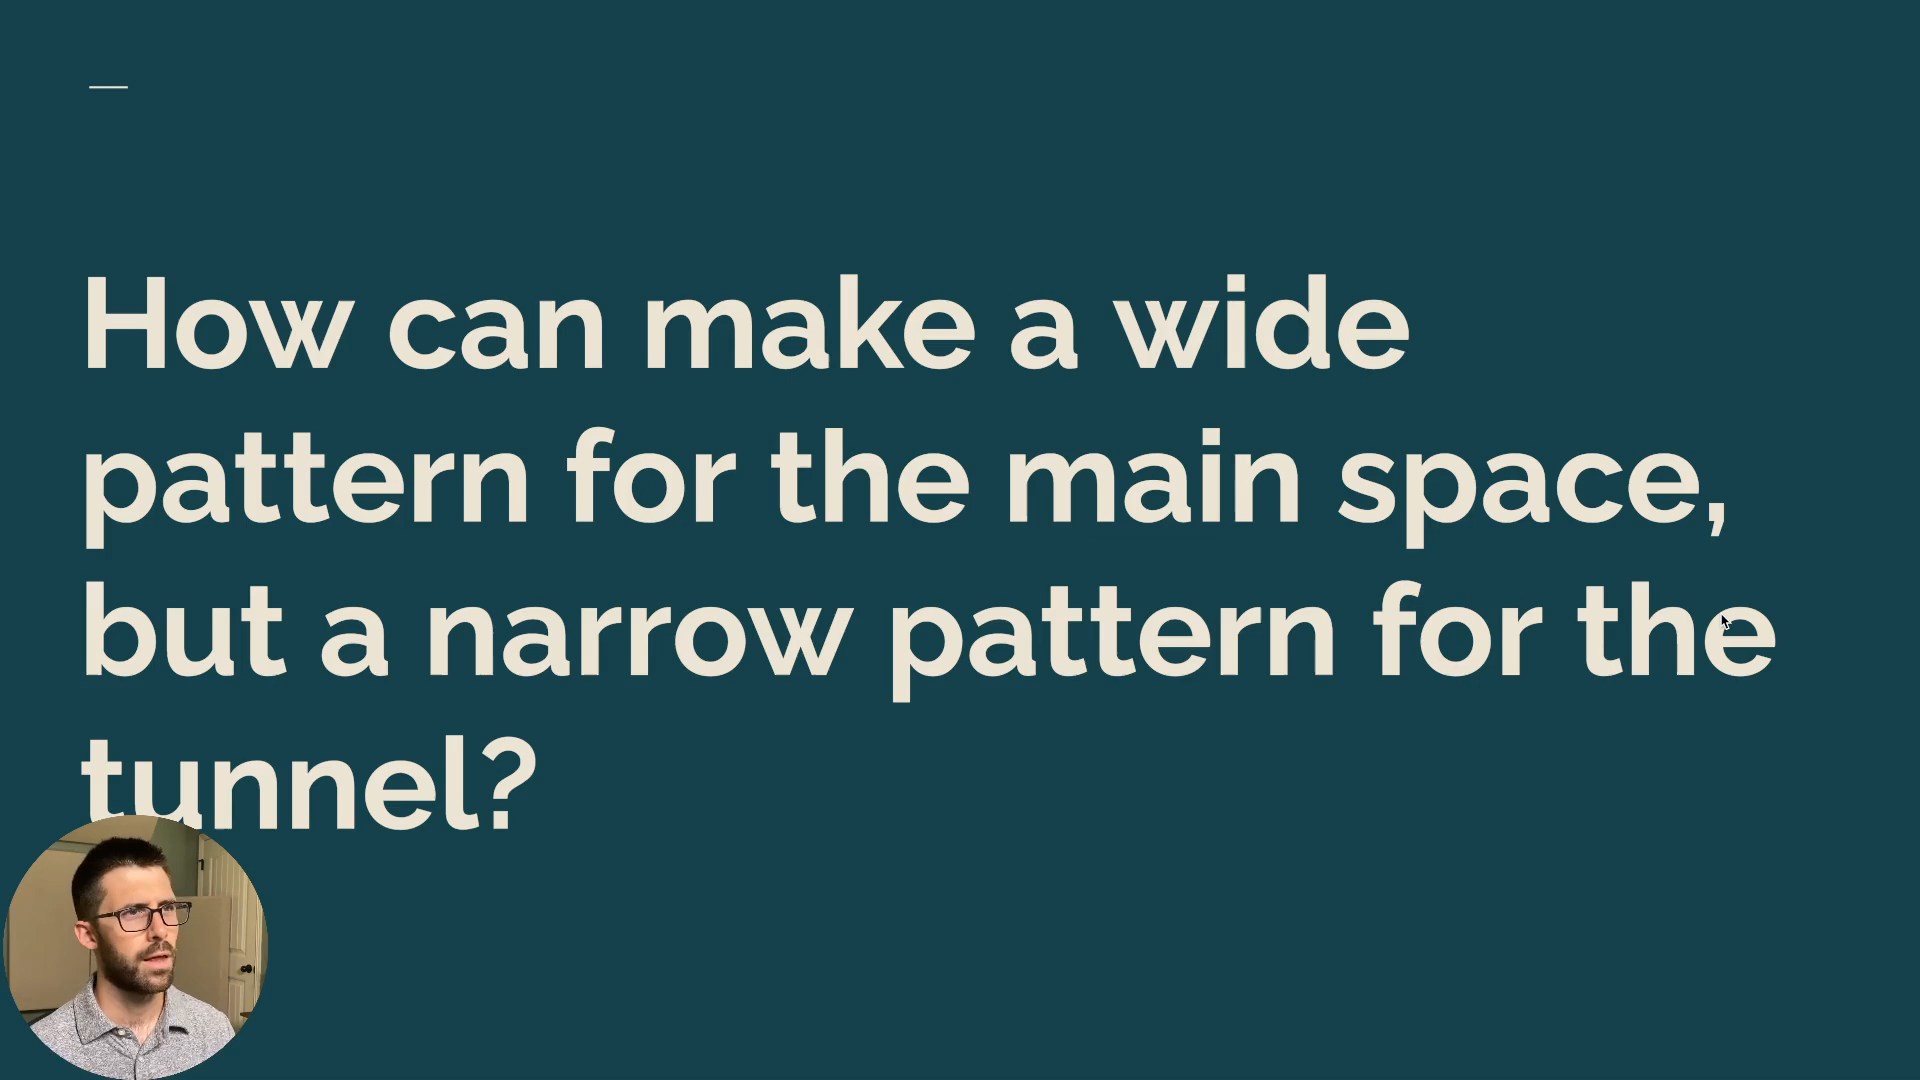 How can make a wide
pattern for the main space,
but a narrow pattern for the
tunnel?